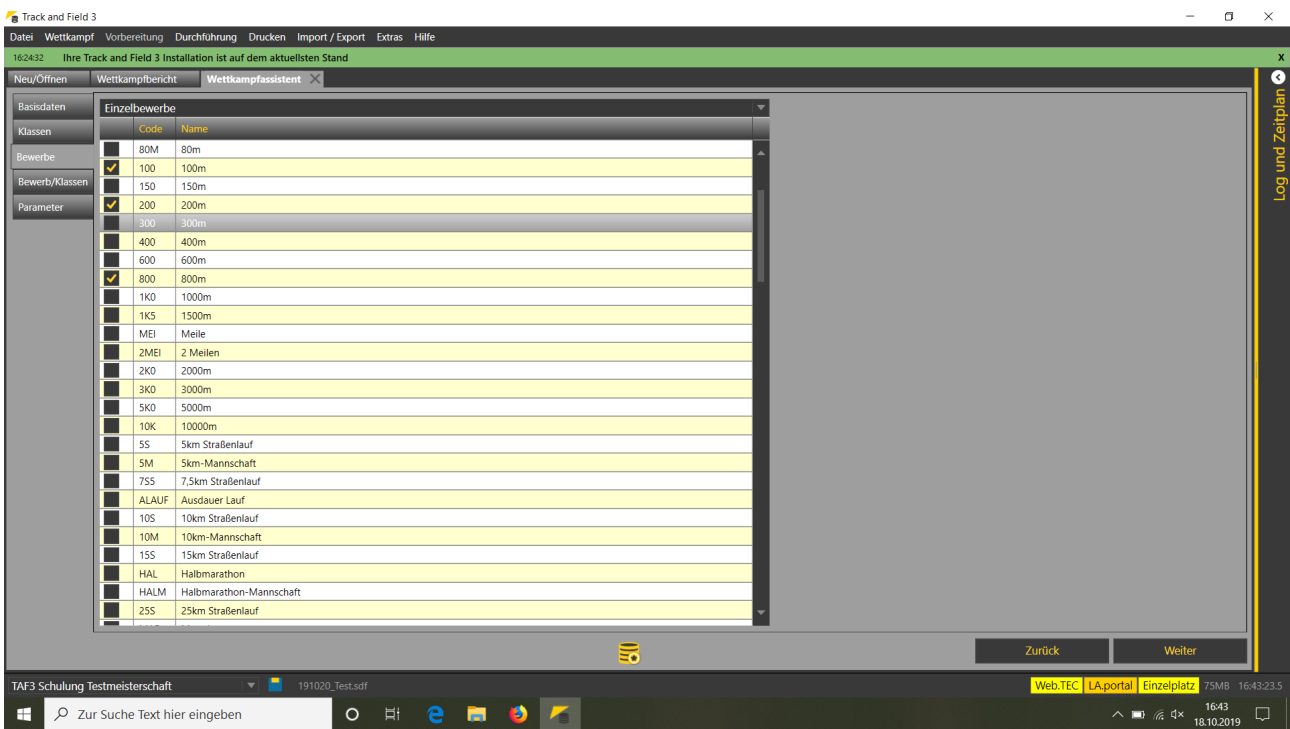 Track and Field 3
Datei Wettkampf Vorbereitung Durchführung Drucken Import / Export Extras Hilfe
16:24:32 Ihre Track and Field 3 Installation ist auf dem aktuellsten Stand X
Neu/Öffnen Wettkampfbericht Wettkampfassistent
Log und Zeitplan
Basisdaten
Klassen
Bewerbe
Bewerb/Klassen
Parameter
Einzelbewerbe
Code Name
80M 80m
100 100m
150 150m
200 200m
300 300m
400 400m
600 600m
800 800m
1K0 1000m
1K5 1500m
MEI Meile
2MEI 2 Meilen
2K0 2000m
3K0 3000m
5K0 5000m
10K 10000m
5S 5km Straßenlauf
5M 5km-Mannschaft
7S5 7,5km Straßenlauf
ALAUF Ausdauer Lauf
10S 10km Straßenlauf
10M 10km-Mannschaft
15S 15km Straßenlauf
HAL Halbmarathon
HALM Halbmarathon-Mannschaft
25S 25km Straßenlauf
Zurück Weiter
TAF3 Schulung Testmeisterschaft 191020_Test.sdf Web.TEC LA.portal Einzelplatz 75MB 16:43:23.5
Zur Suche Text hier eingeben
16:43
18.10.2019